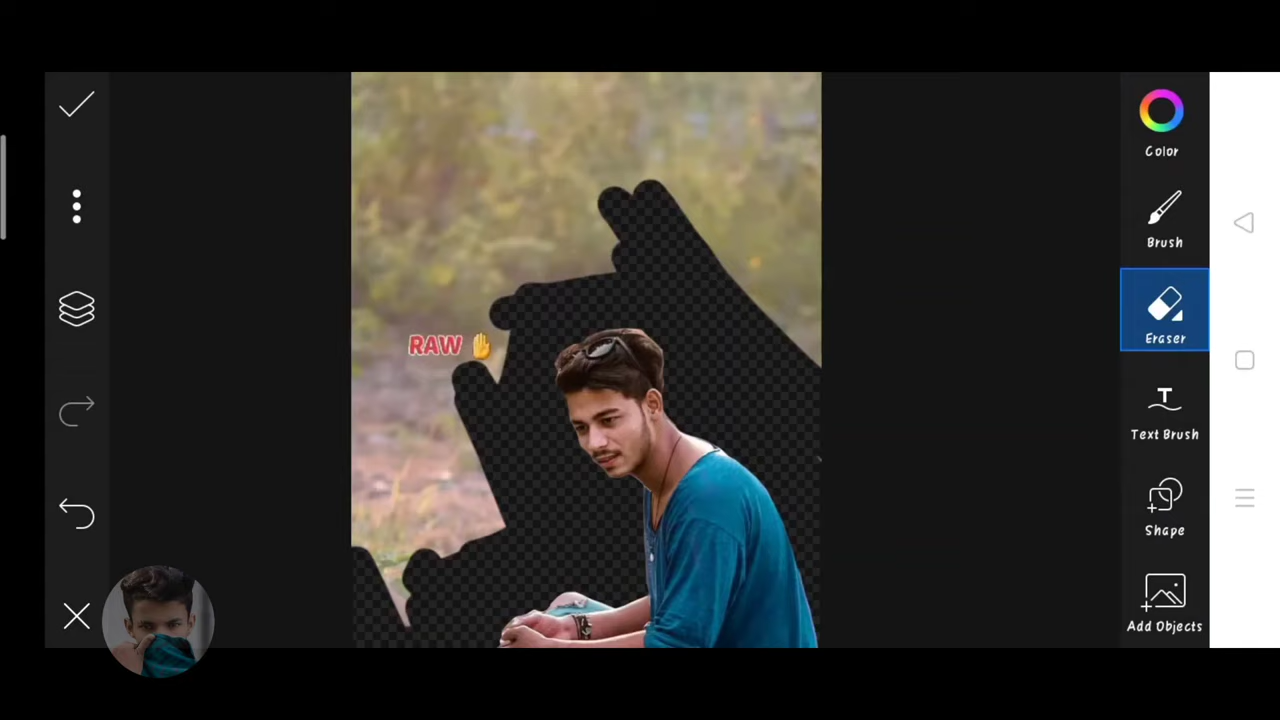 Color
Brush
RAW 🤚
Eraser
T
Text Brush
Shape
Add Objects